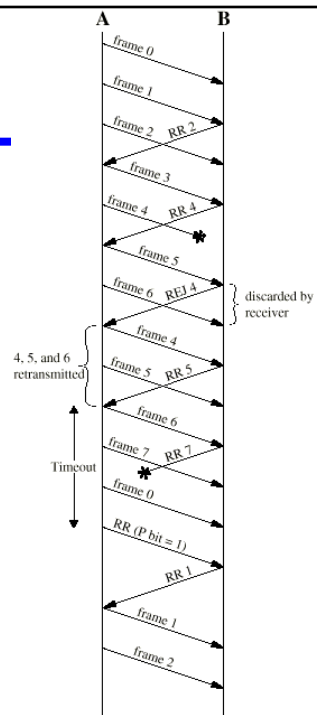 A B
frame 0
frame 1
frame 2
RR 2
frame 3
frame 4
RR 4
frame 5
frame 6
REJ 4
discarded by
receiver
frame 4
4, 5, and 6
retransmitted
frame 5
RR 5
frame 6
Timeout
frame 7
RR 7
frame 0
RR (P bit = 1)
RR 1
frame 1
frame 2